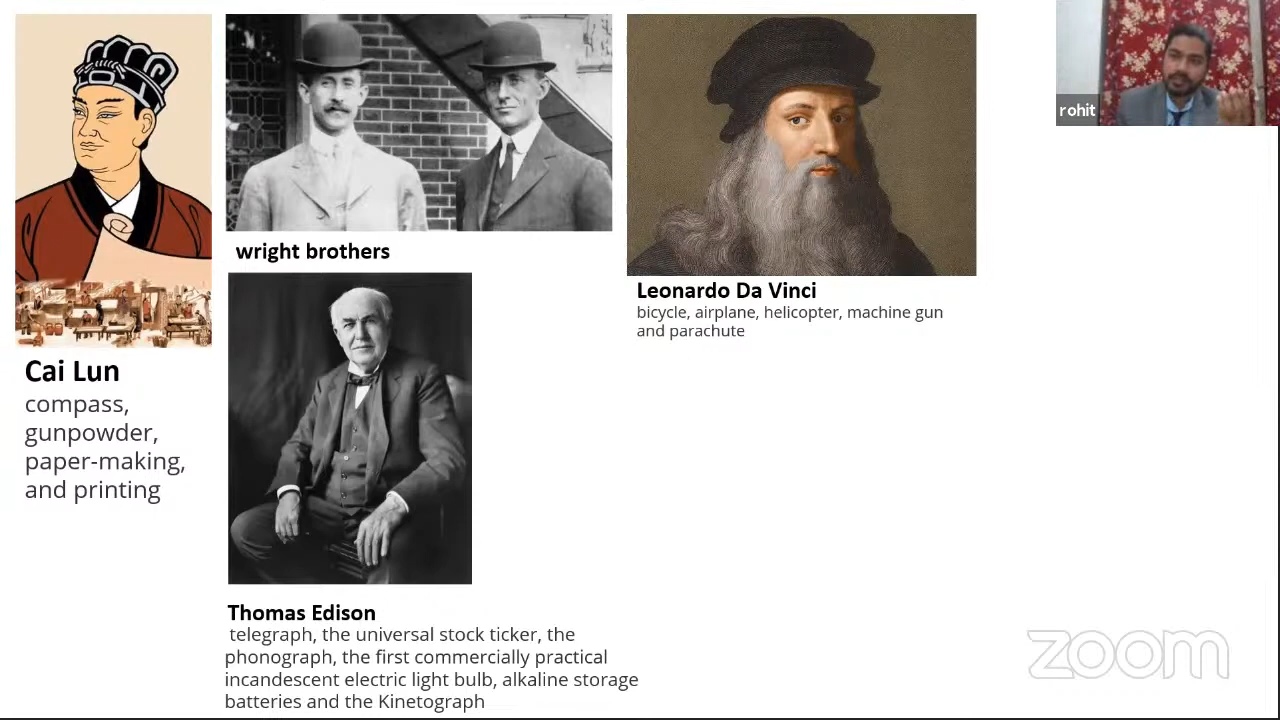 Cai Lun
compass,
gunpowder,
paper-making,
and printing
wright brothers
Thomas Edison
telegraph, the universal stock ticker, the
phonograph, the first commercially practical
incandescent electric light bulb, alkaline storage
batteries and the Kinetograph
Leonardo Da Vinci
bicycle, airplane, helicopter, machine gun
and parachute
rohit
zoom